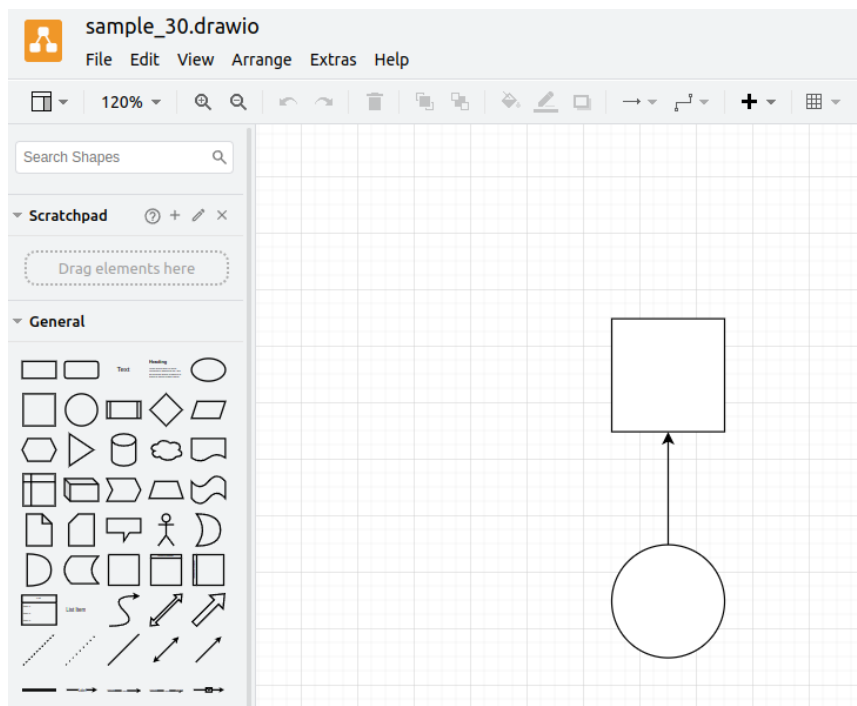 sample_30.drawio
File Edit View Arrange Extras Help
120%
Search Shapes
Scratchpad
Drag elements here
General
Text
Heading
List Item